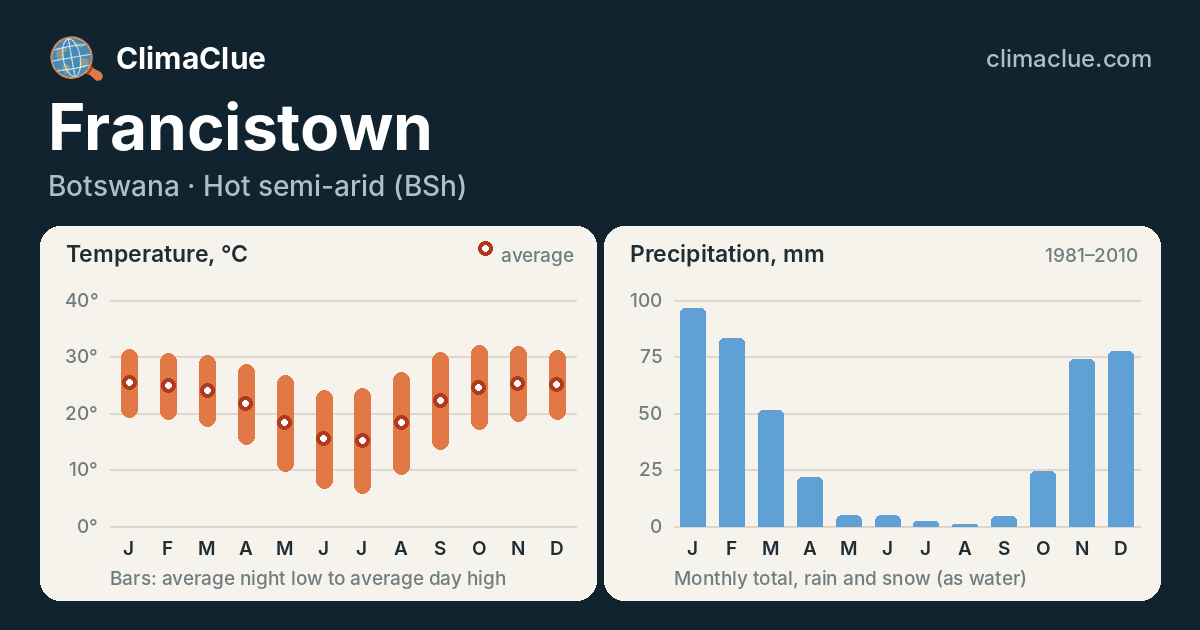 ClimaClue
climaclue.com
Francistown
Botswana · Hot semi-arid (BSh)
Temperature, °C
average
40°
30°
20°
10°
0°
J F M A M J J A S O N D
Bars: average night low to average day high
Precipitation, mm
1981–2010
100
75
50
25
0
J F M A M J J A S O N D
Monthly total, rain and snow (as water)